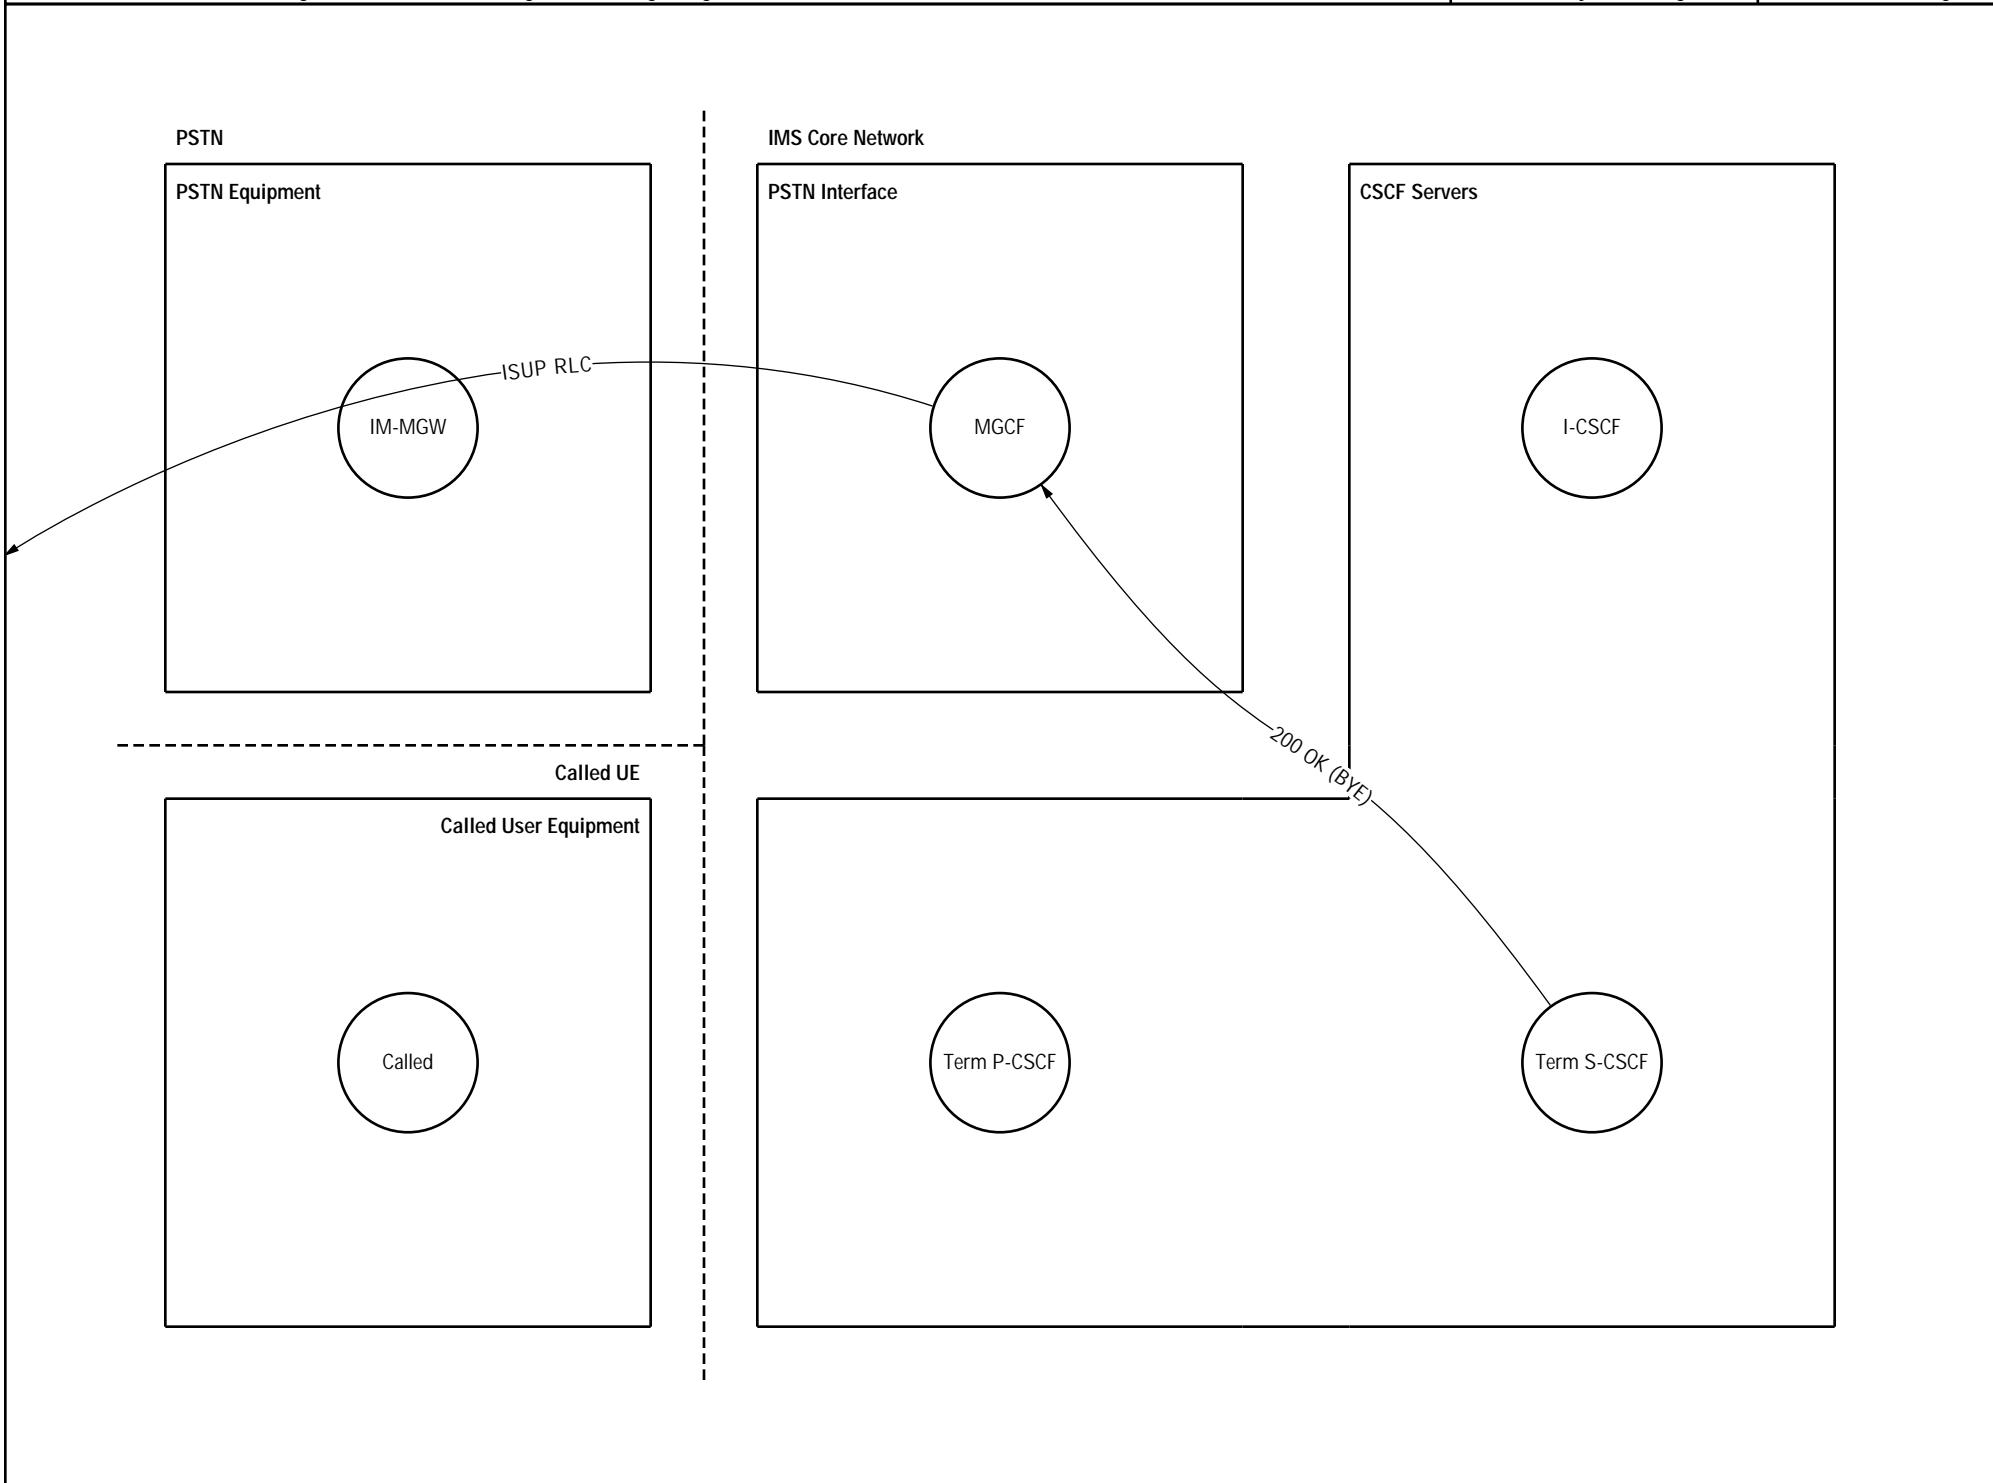 PSTN
IMS Core Network
PSTN Equipment
PSTN Interface
CSCF Servers
ISUP RLC
IM-MGW
MGCF
I-CSCF
200 OK (BYE)
Called UE
Called User Equipment
Called
Term P-CSCF
Term S-CSCF